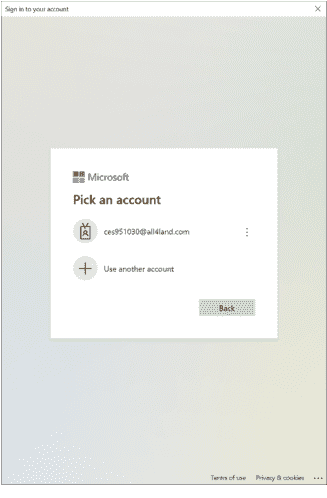 Sign in to your account
Microsoft
Pick an account
ces951030@all4land.com
Use another account
Back
Terms of use Privacy & cookies ...